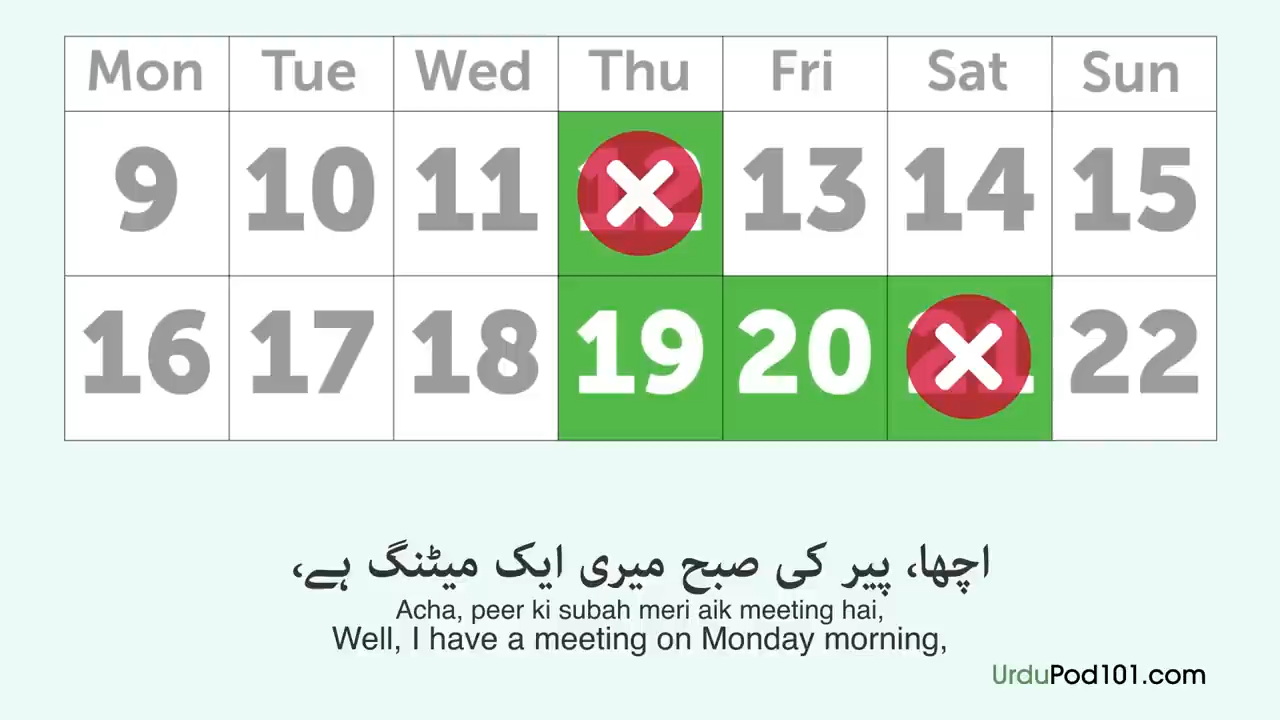 Mon Tue Wed Thu Fri Sat Sun
9 10 11 12 13 14 15
16 17 18 19 20 21 22
اچھا، پیر کی صبح میری ایک میٹنگ ہے،
Acha, peer ki subah meri aik meeting hai,
Well, I have a meeting on Monday morning,
UrduPod101.com